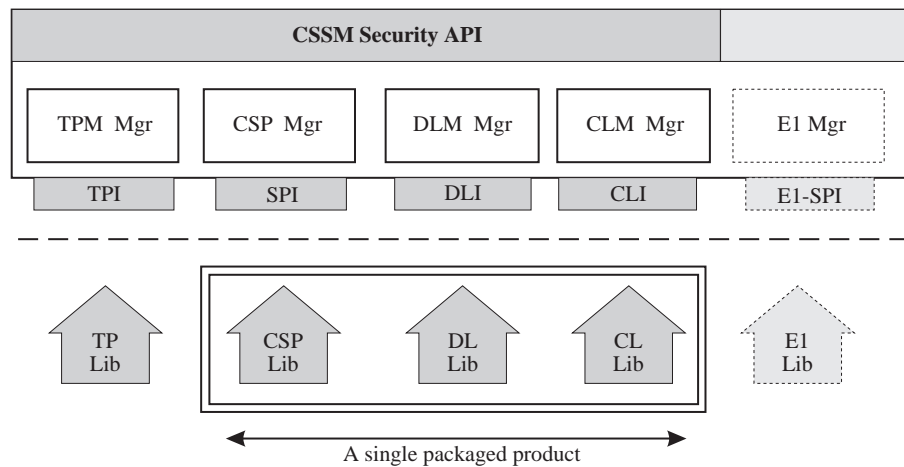 CSSM Security API
TPM Mgr
CSP Mgr
DLM Mgr
CLM Mgr
E1 Mgr
TPI
SPI
DLI
CLI
E1-SPI
TP
Lib
CSP
Lib
DL
Lib
CL
Lib
E1
Lib
A single packaged product